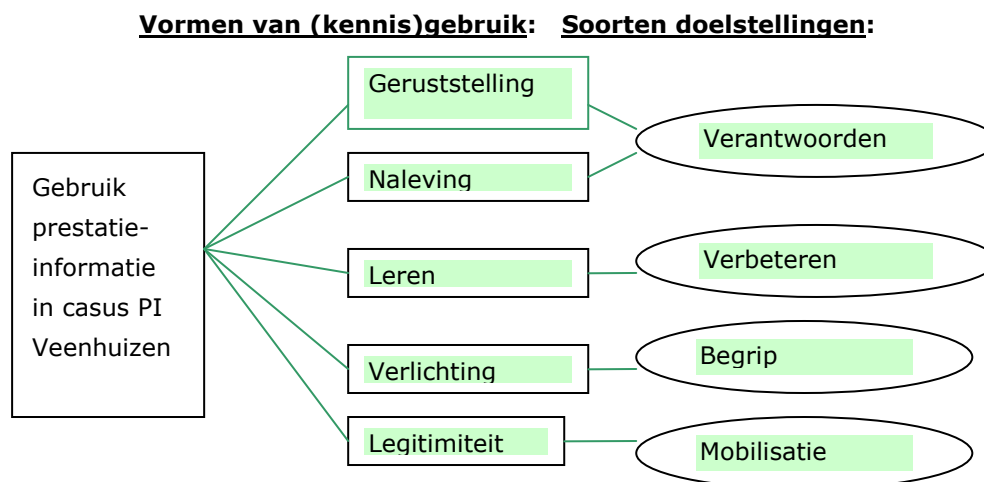 Vormen van (kennis)gebruik: Soorten doelstellingen:
Gebruik
prestatie-
informatie
in casus PI
Veenhuizen
Geruststelling
Naleving
Leren
Verlichting
Legitimiteit
Verantwoorden
Verbeteren
Begrip
Mobilisatie